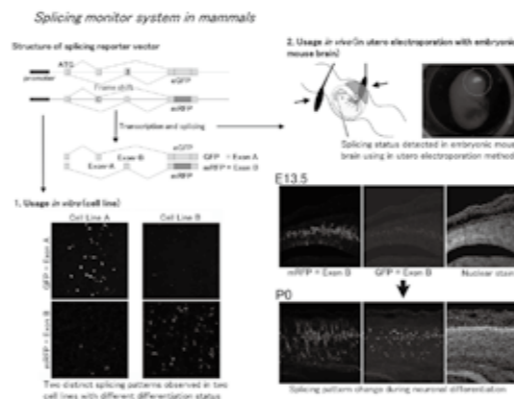 Splicing monitor system in mammals
Structure of splicing reporter vector
ATG
promoter
eGFP
Frame shift
mRFP
Transcription and splicing
eGFP
Exon-B
GFP = Exon A
Exon-A
mRFP = Exon B
mRFP
1. Usage in vitro (cell line)
Cell Line A
Cell Line B
GFP = Exon A
mRFP = Exon B
Two distinct splicing patterns observed in two
cell lines with different differentiation status
2. Usage in vivo (in utero electroporation with embryonic
mouse brain)
Splicing status detected in embryonic mouse
brain using in utero electroporation method
E13.5
mRFP = Exon B
GFP = Exon B
Nuclear stain
P0
Splicing pattern change during neuronal differentiation